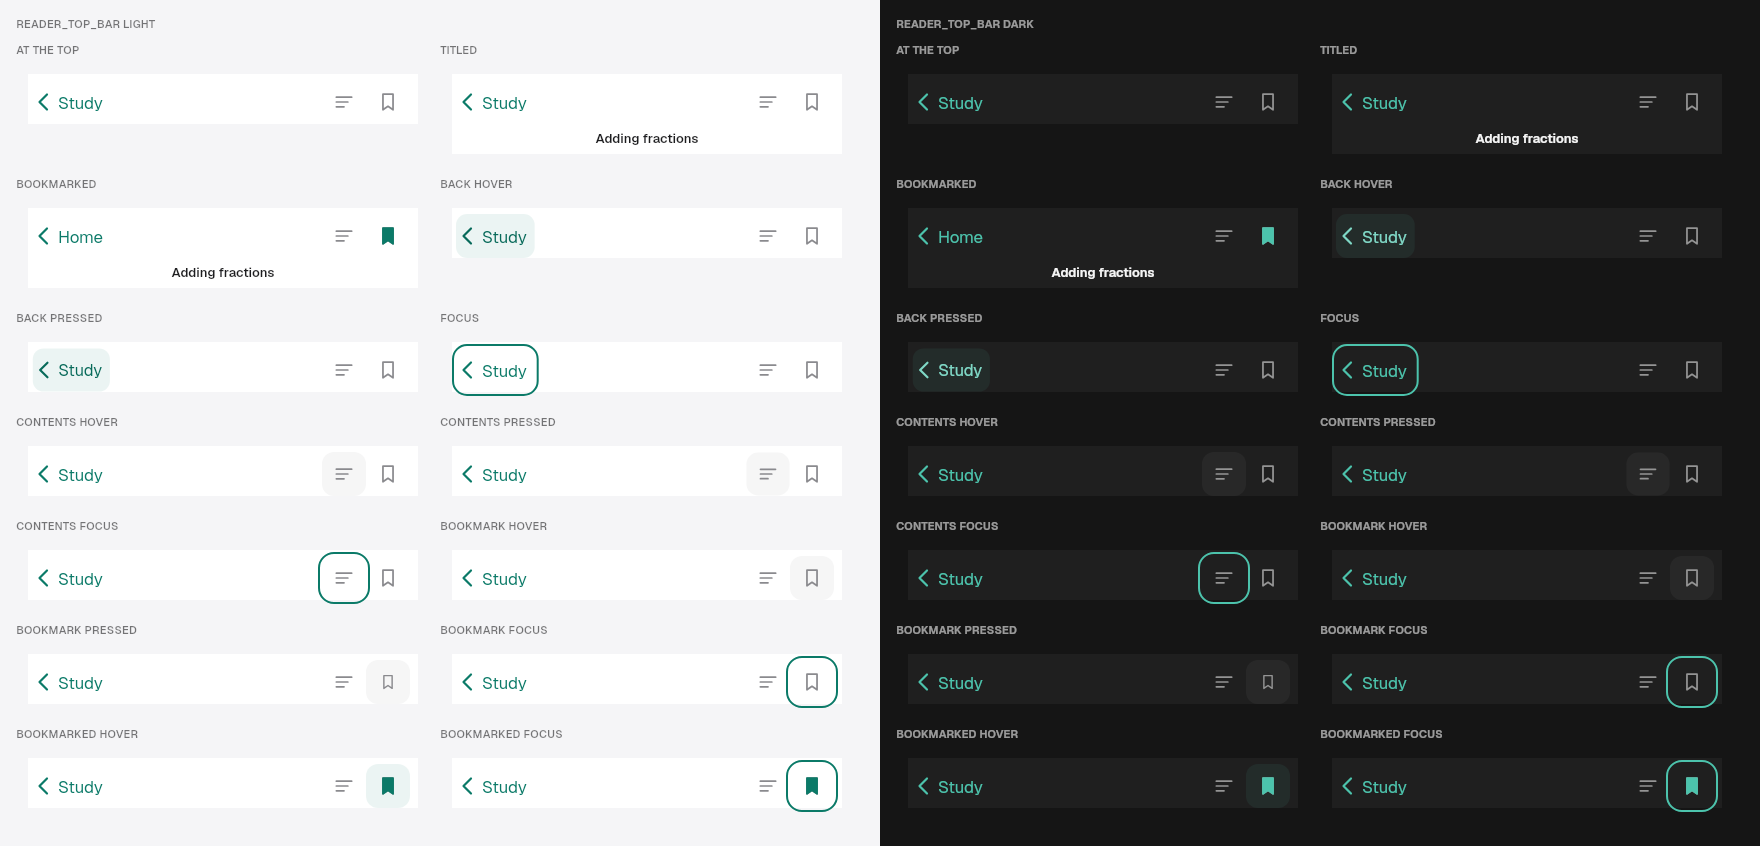 READER_TOP_BAR LIGHT
AT THE TOP
TITLED
Study
Study
Adding fractions
BOOKMARKED
BACK HOVER
Home
Study
Adding fractions
BACK PRESSED
FOCUS
Study
Study
CONTENTS HOVER
CONTENTS PRESSED
Study
Study
CONTENTS FOCUS
BOOKMARK HOVER
Study
Study
BOOKMARK PRESSED
BOOKMARK FOCUS
Study
Study
BOOKMARKED HOVER
BOOKMARKED FOCUS
Study
Study
READER_TOP_BAR DARK
AT THE TOP
TITLED
Study
Study
Adding fractions
BOOKMARKED
BACK HOVER
Home
Study
Adding fractions
BACK PRESSED
FOCUS
Study
Study
CONTENTS HOVER
CONTENTS PRESSED
Study
Study
CONTENTS FOCUS
BOOKMARK HOVER
Study
Study
BOOKMARK PRESSED
BOOKMARK FOCUS
Study
Study
BOOKMARKED HOVER
BOOKMARKED FOCUS
Study
Study